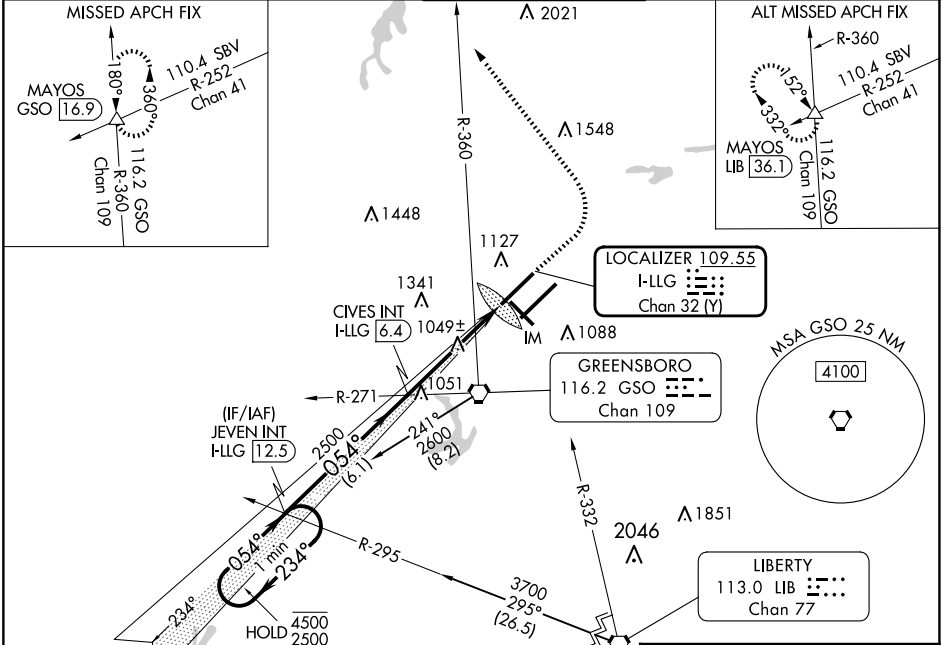 MISSED APCH FIX
MAYOS
GSO 16.9
180°
360°
110.4 SBV
R-252
Chan 41
116.2 GSO
R-360
Chan 109
2021
ALT MISSED APCH FIX
R-360
110.4 SBV
R-252
Chan 41
152°
332°
MAYOS
LIB 36.1
116.2 GSO
Chan 109
R-360
1548
1448
1127
1341
LOCALIZER 109.55
I-LLG
Chan 32 (Y)
CIVES INT
I-LLG 6.4
1049±
IM
1088
MSA GSO 25 NM
4100
GREENSBORO
116.2 GSO
Chan 109
R-271
1051
(IF/IAF)
JEVEN INT
I-LLG 12.5
2500
054°
(6.1)
241°
2600
(8.2)
R-332
1851
2046
054°
1 min
234°
R-295
234°
HOLD 4500
2500
3700
295°
(26.5)
LIBERTY
113.0 LIB
Chan 77